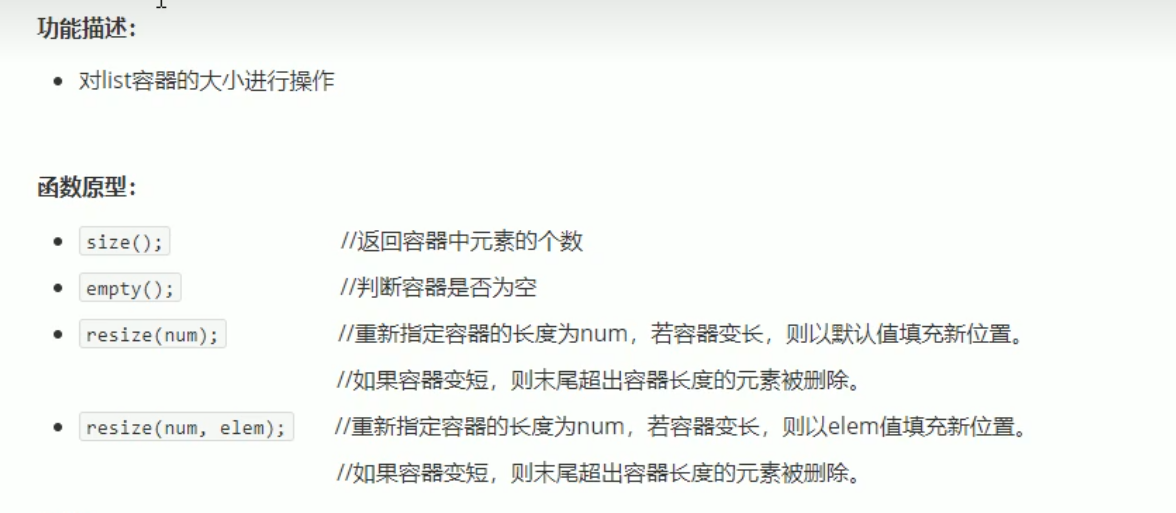 功能描述：
对list容器的大小进行操作
函数原型：
size(); //返回容器中元素的个数
empty(); //判断容器是否为空
resize(num); //重新指定容器的长度为num，若容器变长，则以默认值填充新位置。
//如果容器变短，则末尾超出容器长度的元素被删除。
resize(num, elem); //重新指定容器的长度为num，若容器变长，则以elem值填充新位置。
//如果容器变短，则末尾超出容器长度的元素被删除。